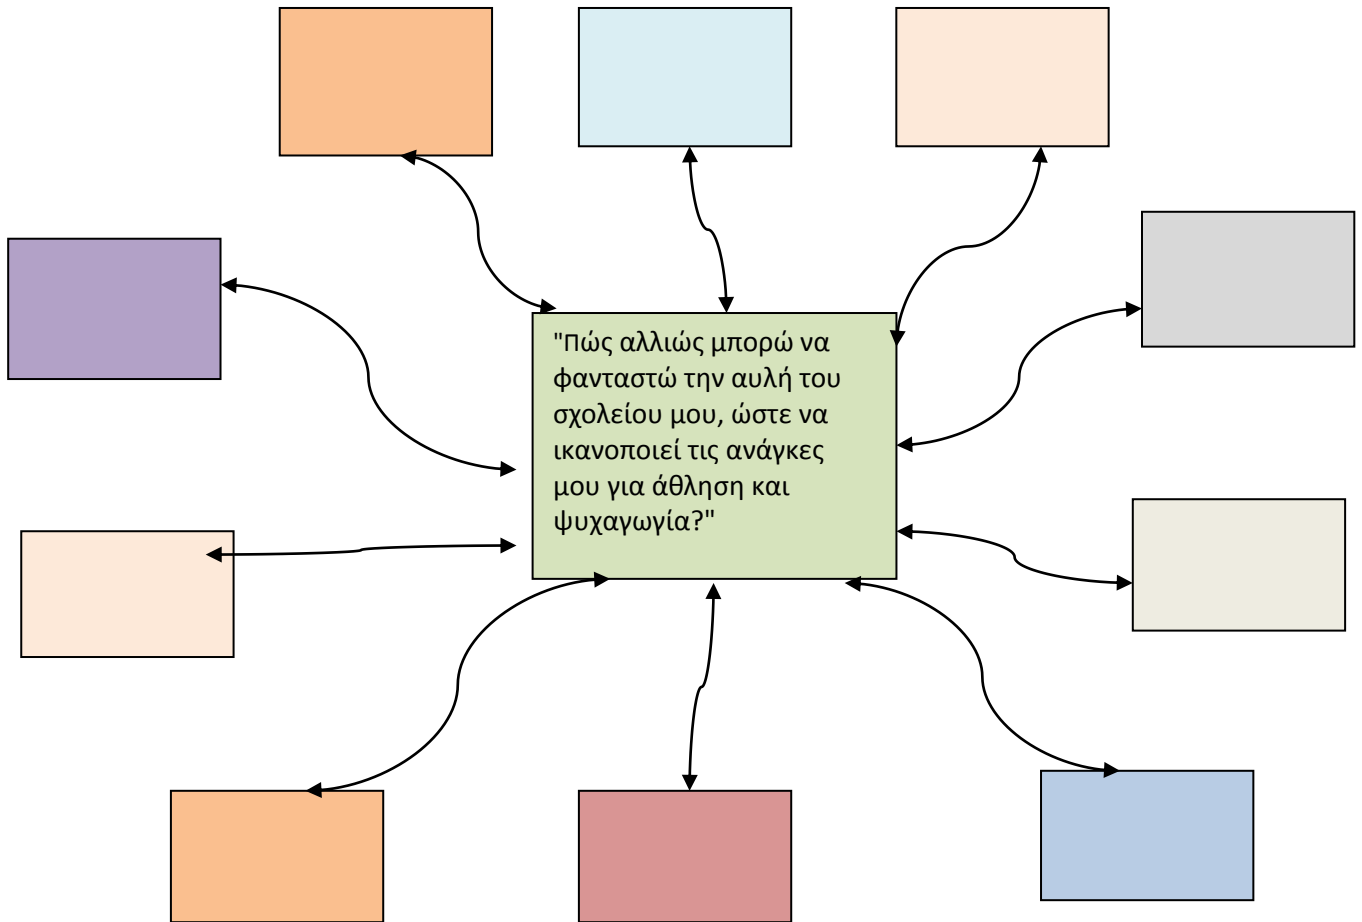 "Πώς αλλιώς μπορώ να
φανταστώ την αυλή του
σχολείου μου, ώστε να
ικανοποιεί τις ανάγκες
μου για άθληση και
ψυχαγωγία?"